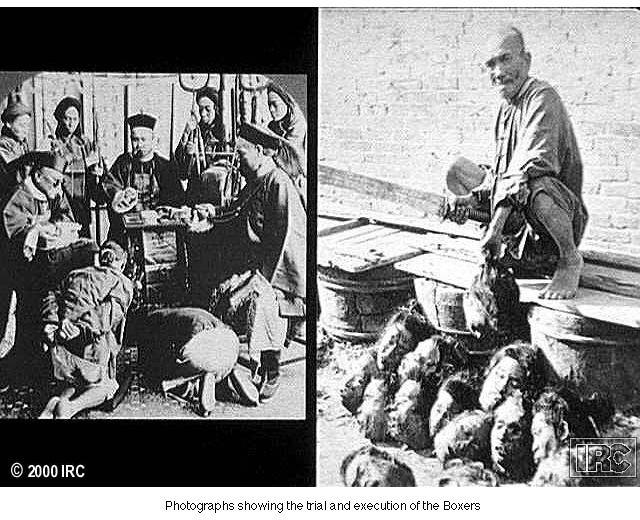 © 2000 IRC
IRC
Photographs showing the trial and execution of the Boxers